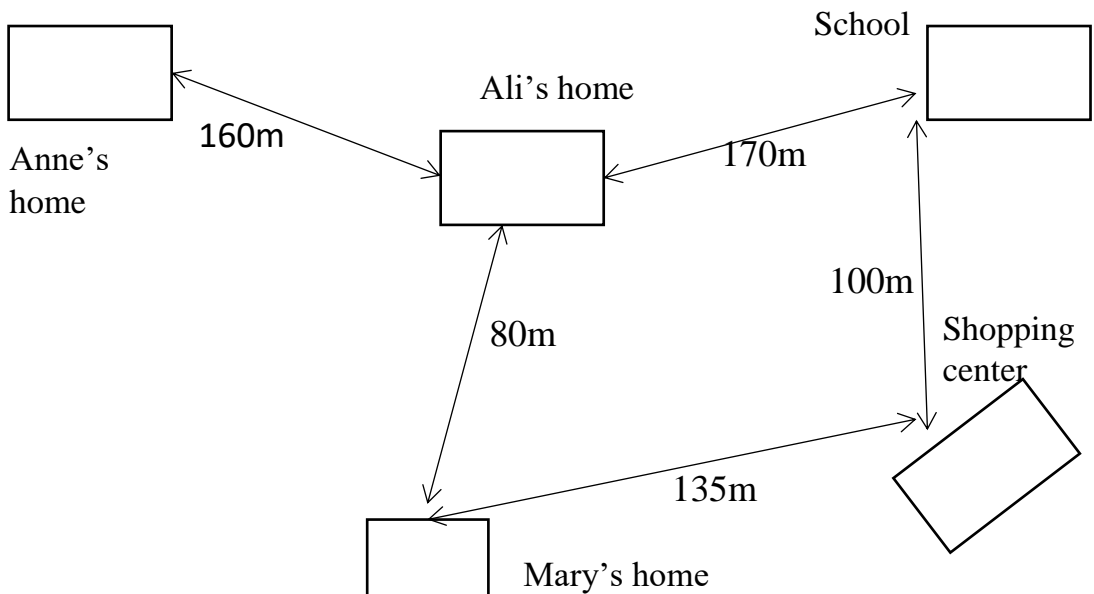 School
Ali’s home
160m
170m
Anne’s
home
100m
80m
Shopping
center
135m
Mary’s home